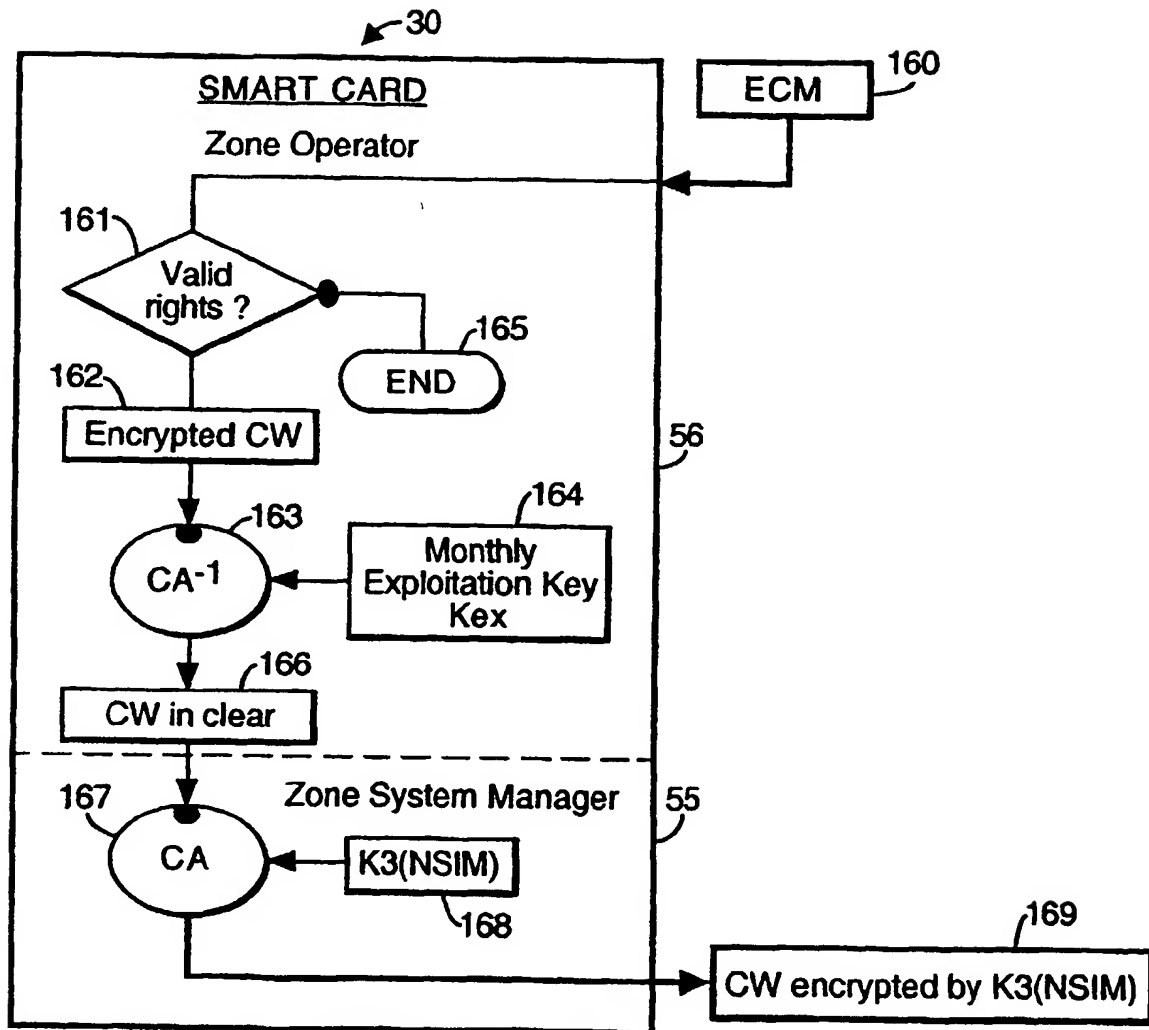 30
SMART CARD
ECM
160
Zone Operator
161
Valid
rights ?
165
END
162
Encrypted CW
56
163
164
CA-1
Monthly
Exploitation Key
Kex
166
CW in clear
Zone System Manager
55
167
CA
K3(NSIM)
168
169
CW encrypted by K3(NSIM)